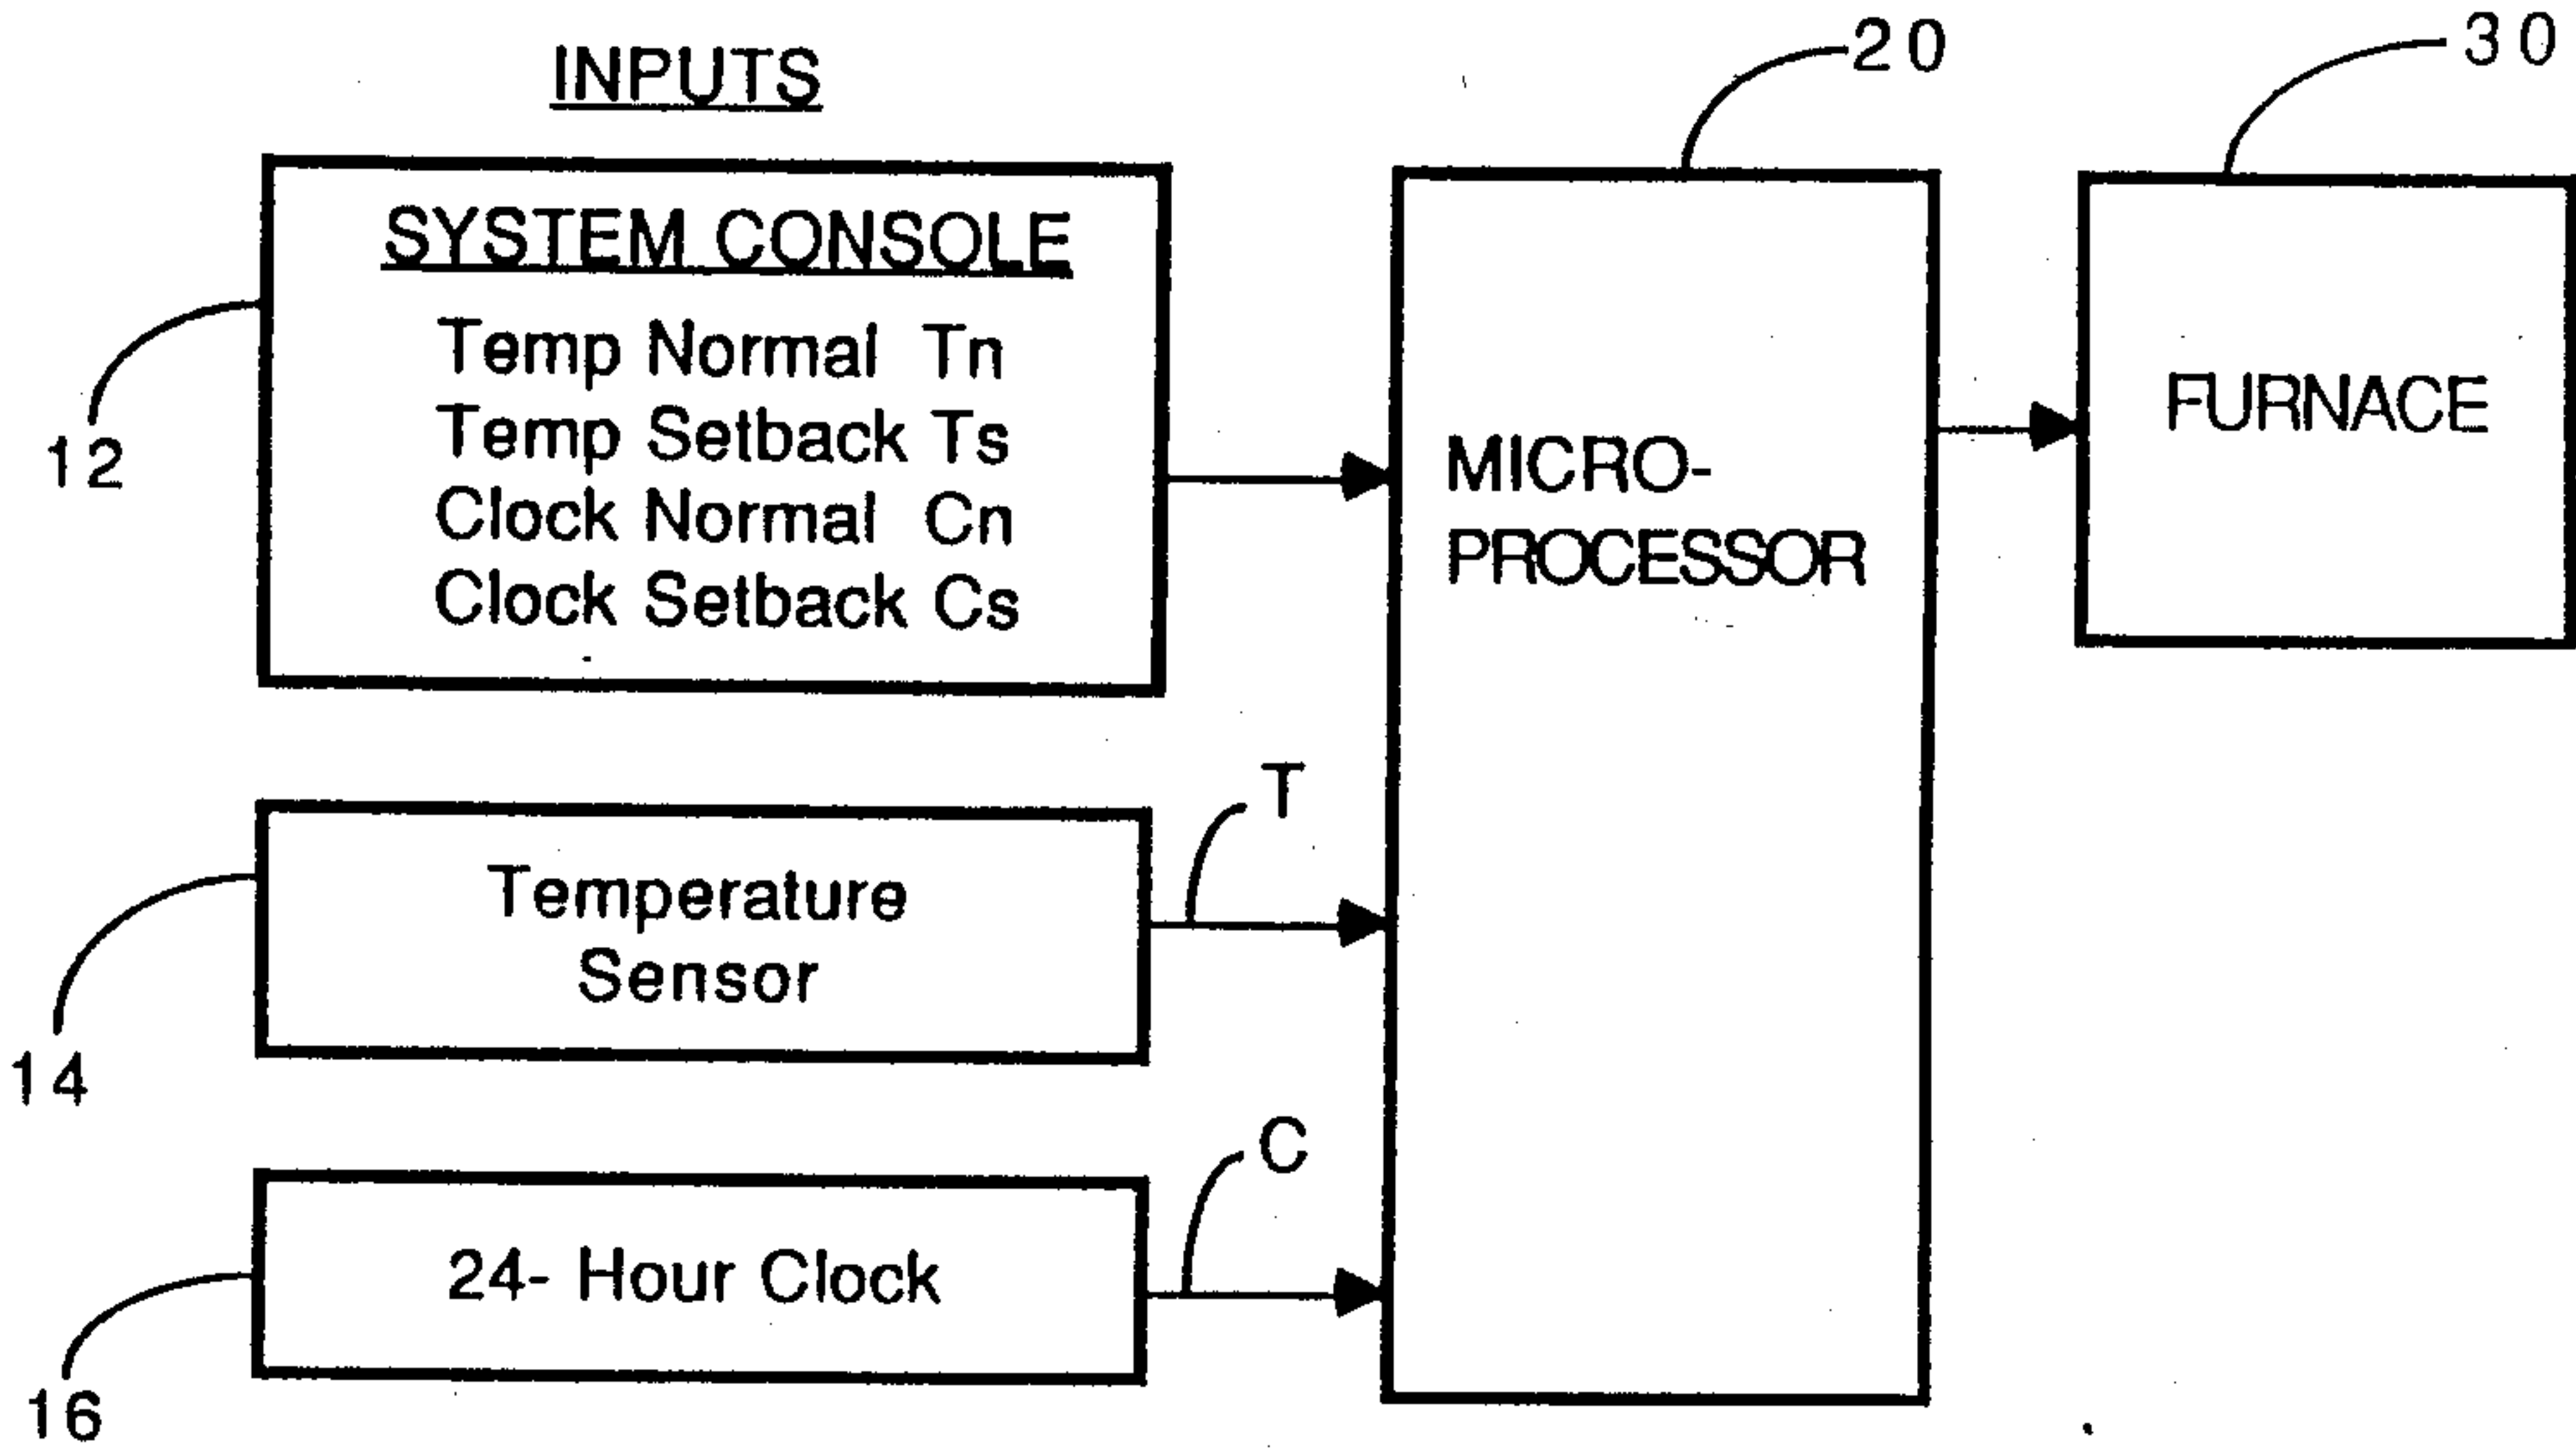 INPUTS
20
30
SYSTEM CONSOLE
Temp Normal Tn
Temp Setback Ts
Clock Normal Cn
Clock Setback Cs
12
MICRO-
PROCESSOR
FURNACE
T
Temperature
Sensor
14
C
24- Hour Clock
16